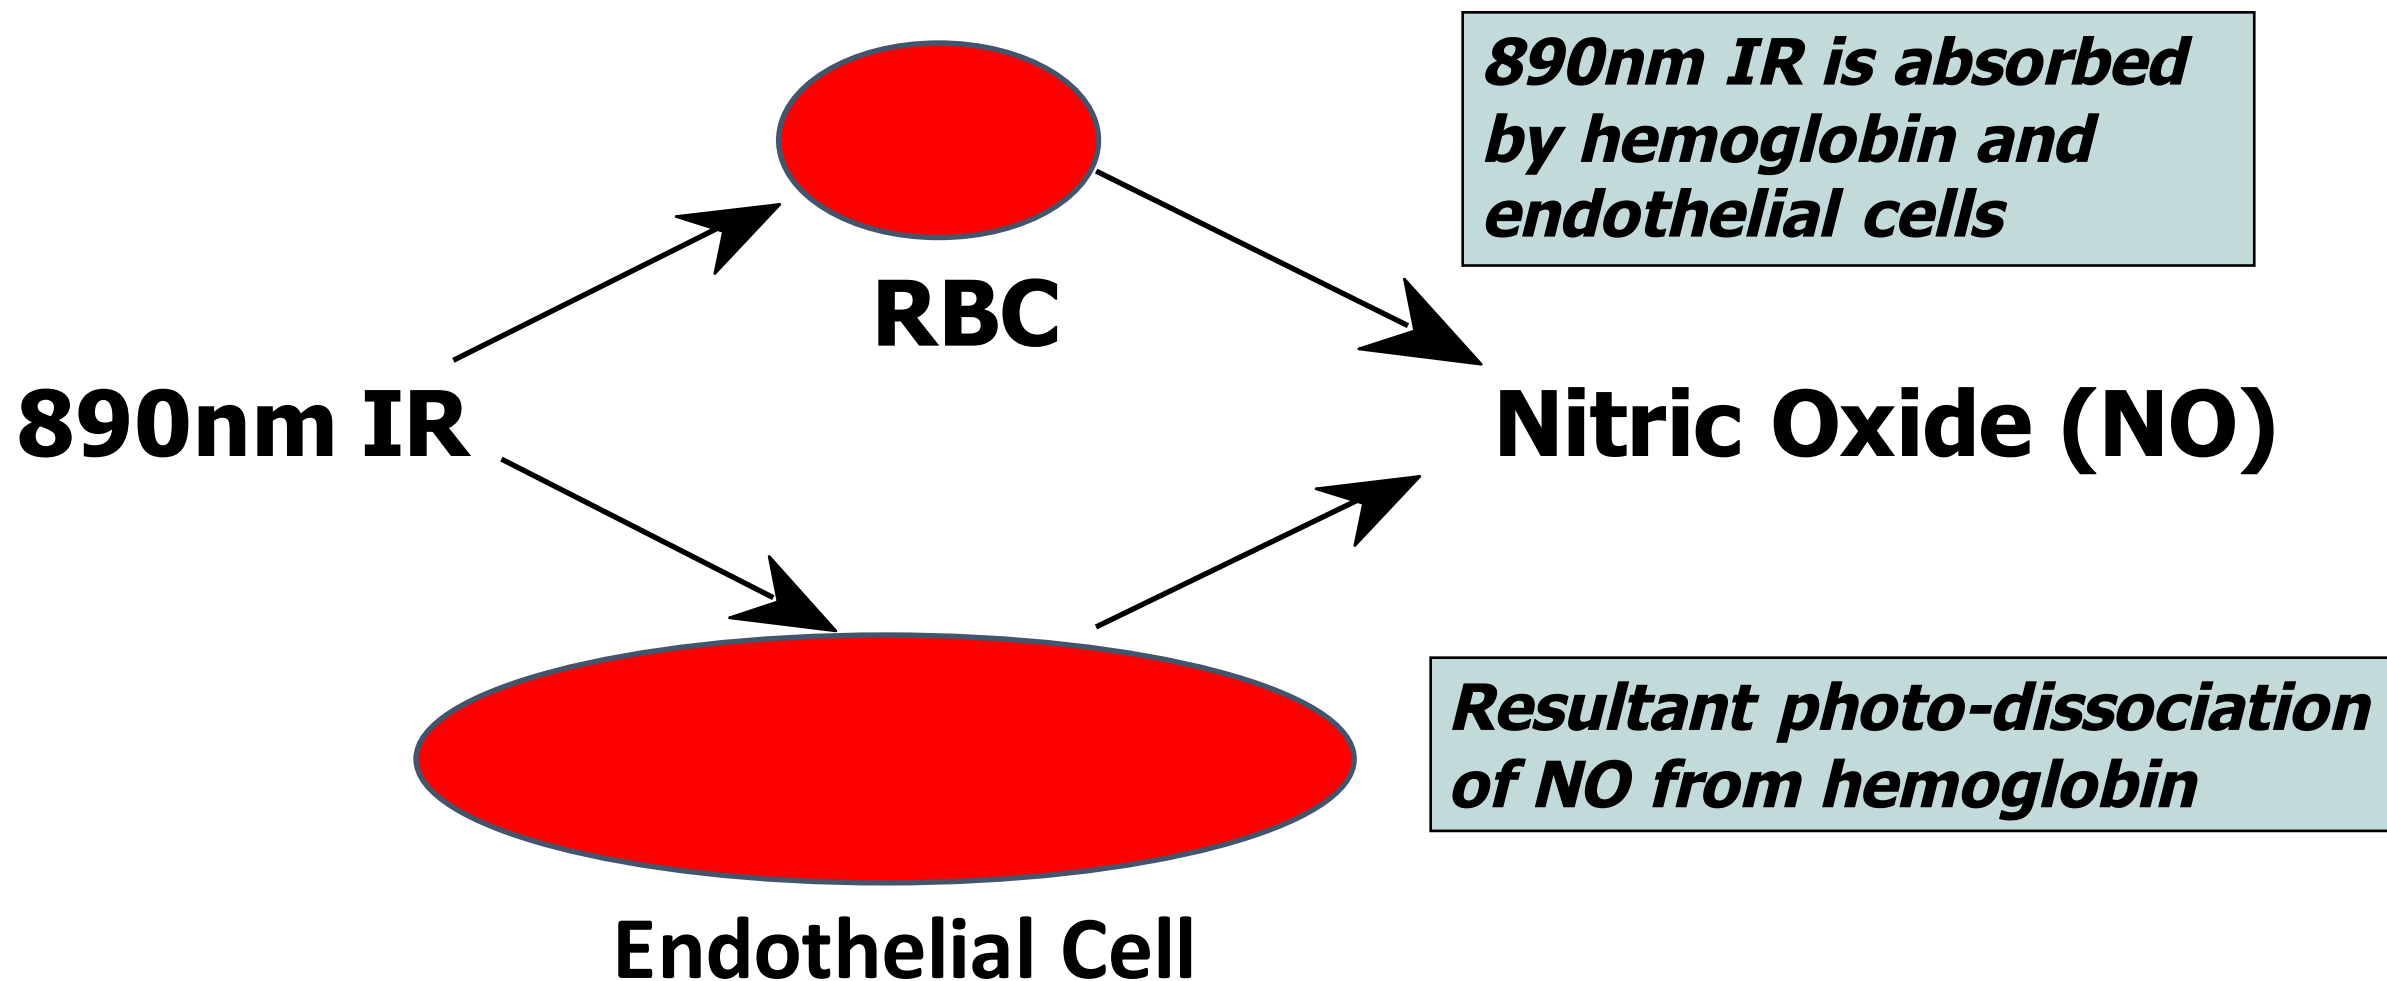 890nm IR is absorbed
by hemoglobin and
endothelial cells
RBC
890nm IR
Nitric Oxide (NO)
Resultant photo-dissociation
of NO from hemoglobin
Endothelial Cell